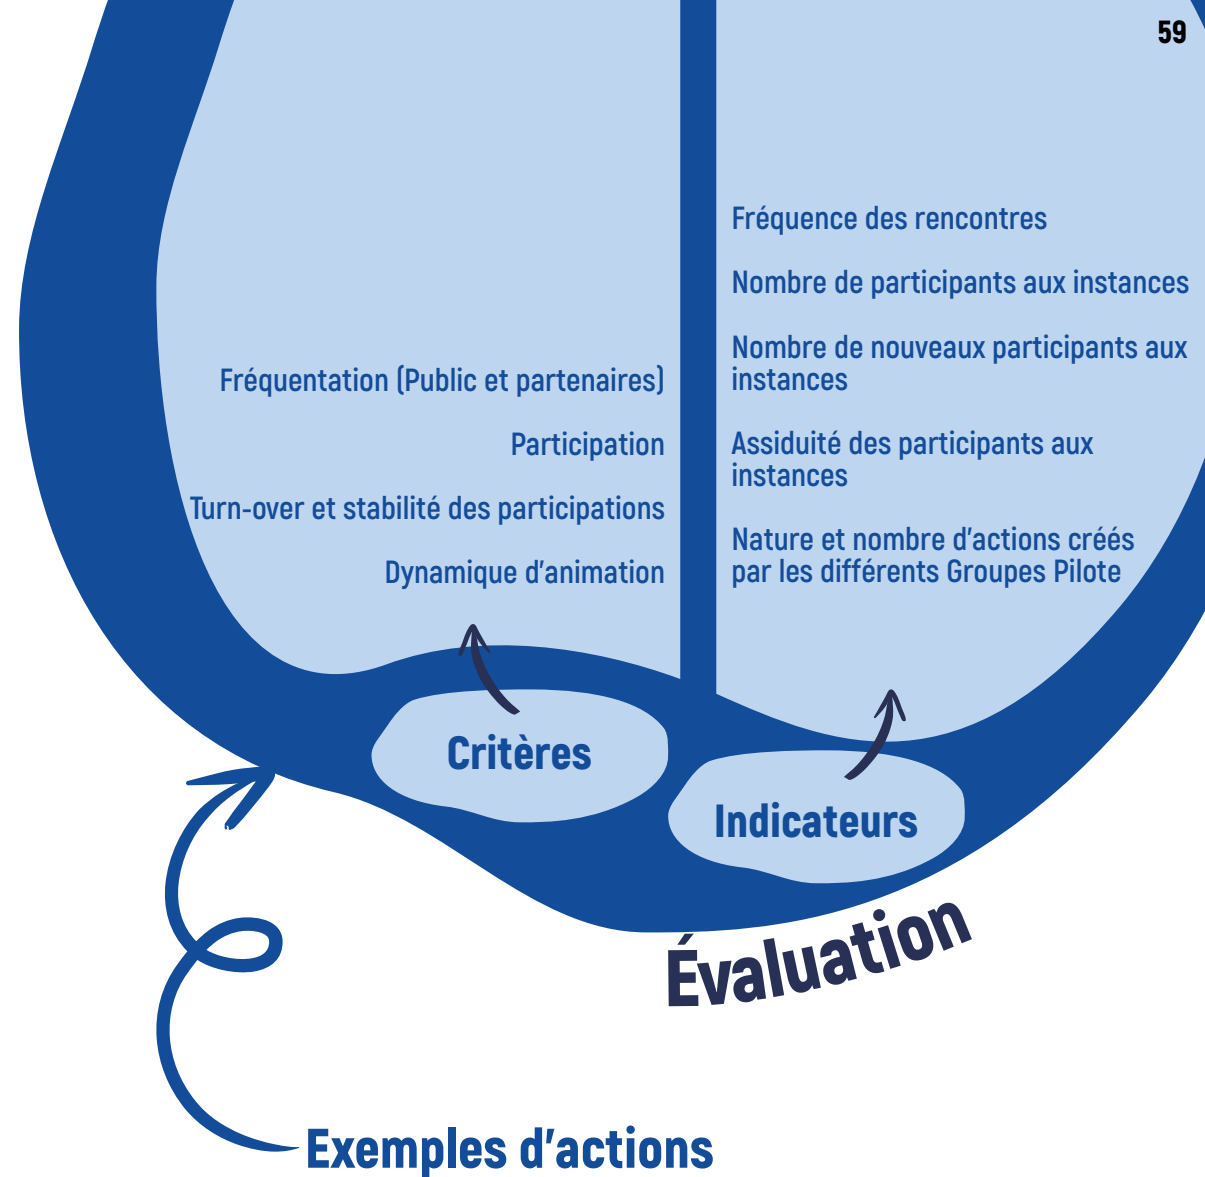 59
Fréquentation (Public et partenaires)
Participation
Turn-over et stabilité des participations
Dynamique d'animation
Fréquence des rencontres
Nombre de participants aux instances
Nombre de nouveaux participants aux
instances
Assiduité des participants aux
instances
Nature et nombre d'actions créés
par les différents Groupes Pilote
Critères
Indicateurs
Évaluation
Exemples d'actions